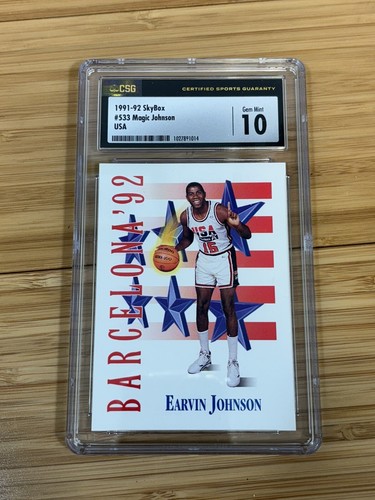 CSG
CERTIFIED SPORTS GUARANTY
1991-92 SkyBox
#533 Magic Johnson
USA
Gem Mint
10
1027891014
BARCELONA '92
USA
15
EARVIN JOHNSON